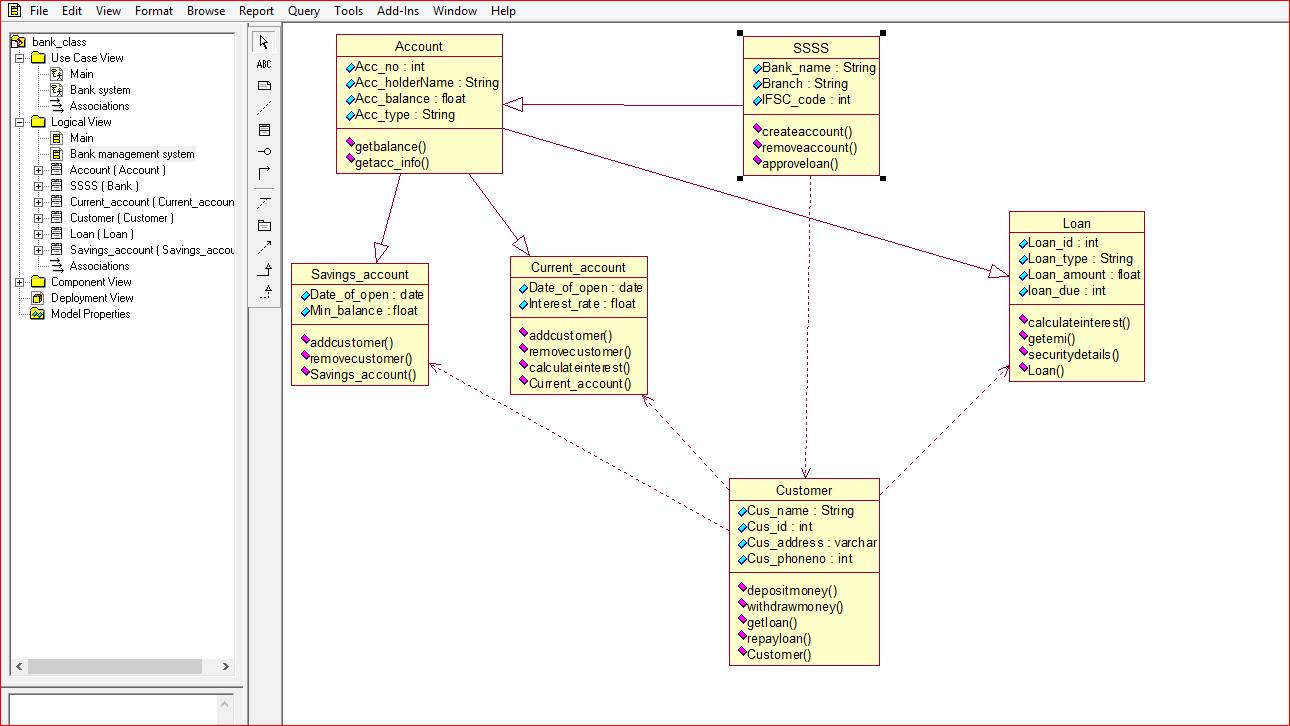 File Edit View Format Browse Report Query Tools Add-Ins Window Help
bank_class
Use Case View
Main
Bank system
Associations
Logical View
Main
Bank management system
Account ( Account )
SSSS ( Bank )
Current_account ( Current_accoun
Customer ( Customer )
Loan ( Loan )
Savings_account ( Savings_accou
Associations
Component View
Deployment View
Model Properties
ABC
Account
Acc_no : int
Acc_holderName : String
Acc_balance : float
Acc_type : String
getbalance()
getacc_info()
SSSS
Bank_name : String
Branch : String
IFSC_code : int
createaccount()
removeaccount()
approveloan()
Savings_account
Date_of_open : date
Min_balance : float
addcustomer()
removecustomer()
Savings_account()
Current_account
Date_of_open : date
Interest_rate : float
addcustomer()
removecustomer()
calculateinterest()
Current_account()
Loan
Loan_id : int
Loan_type : String
Loan_amount : float
loan_due : int
calculateinterest()
getemi()
securitydetails()
Loan()
Customer
Cus_name : String
Cus_id : int
Cus_address : varchar
Cus_phoneno : int
depositmoney()
withdrawmoney()
getloan()
repayloan()
Customer()